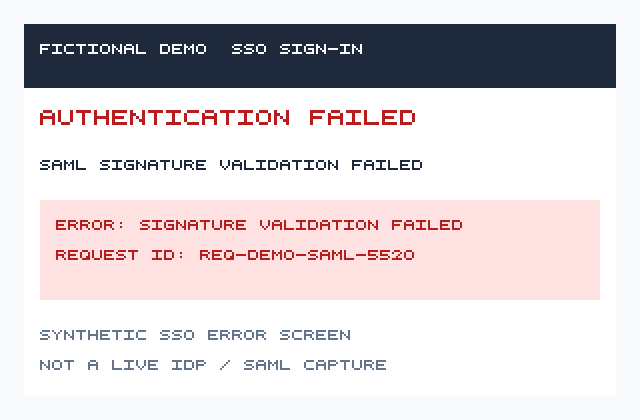 FICTIONAL DEMO  SSO SIGN-IN
AUTHENTICATION FAILED
SAML SIGNATURE VALIDATION FAILED
ERROR: SIGNATURE VALIDATION FAILED
REQUEST ID: REQ-DEMO-SAML-5520
SYNTHETIC SSO ERROR SCREEN
NOT A LIVE IDP / SAML CAPTURE